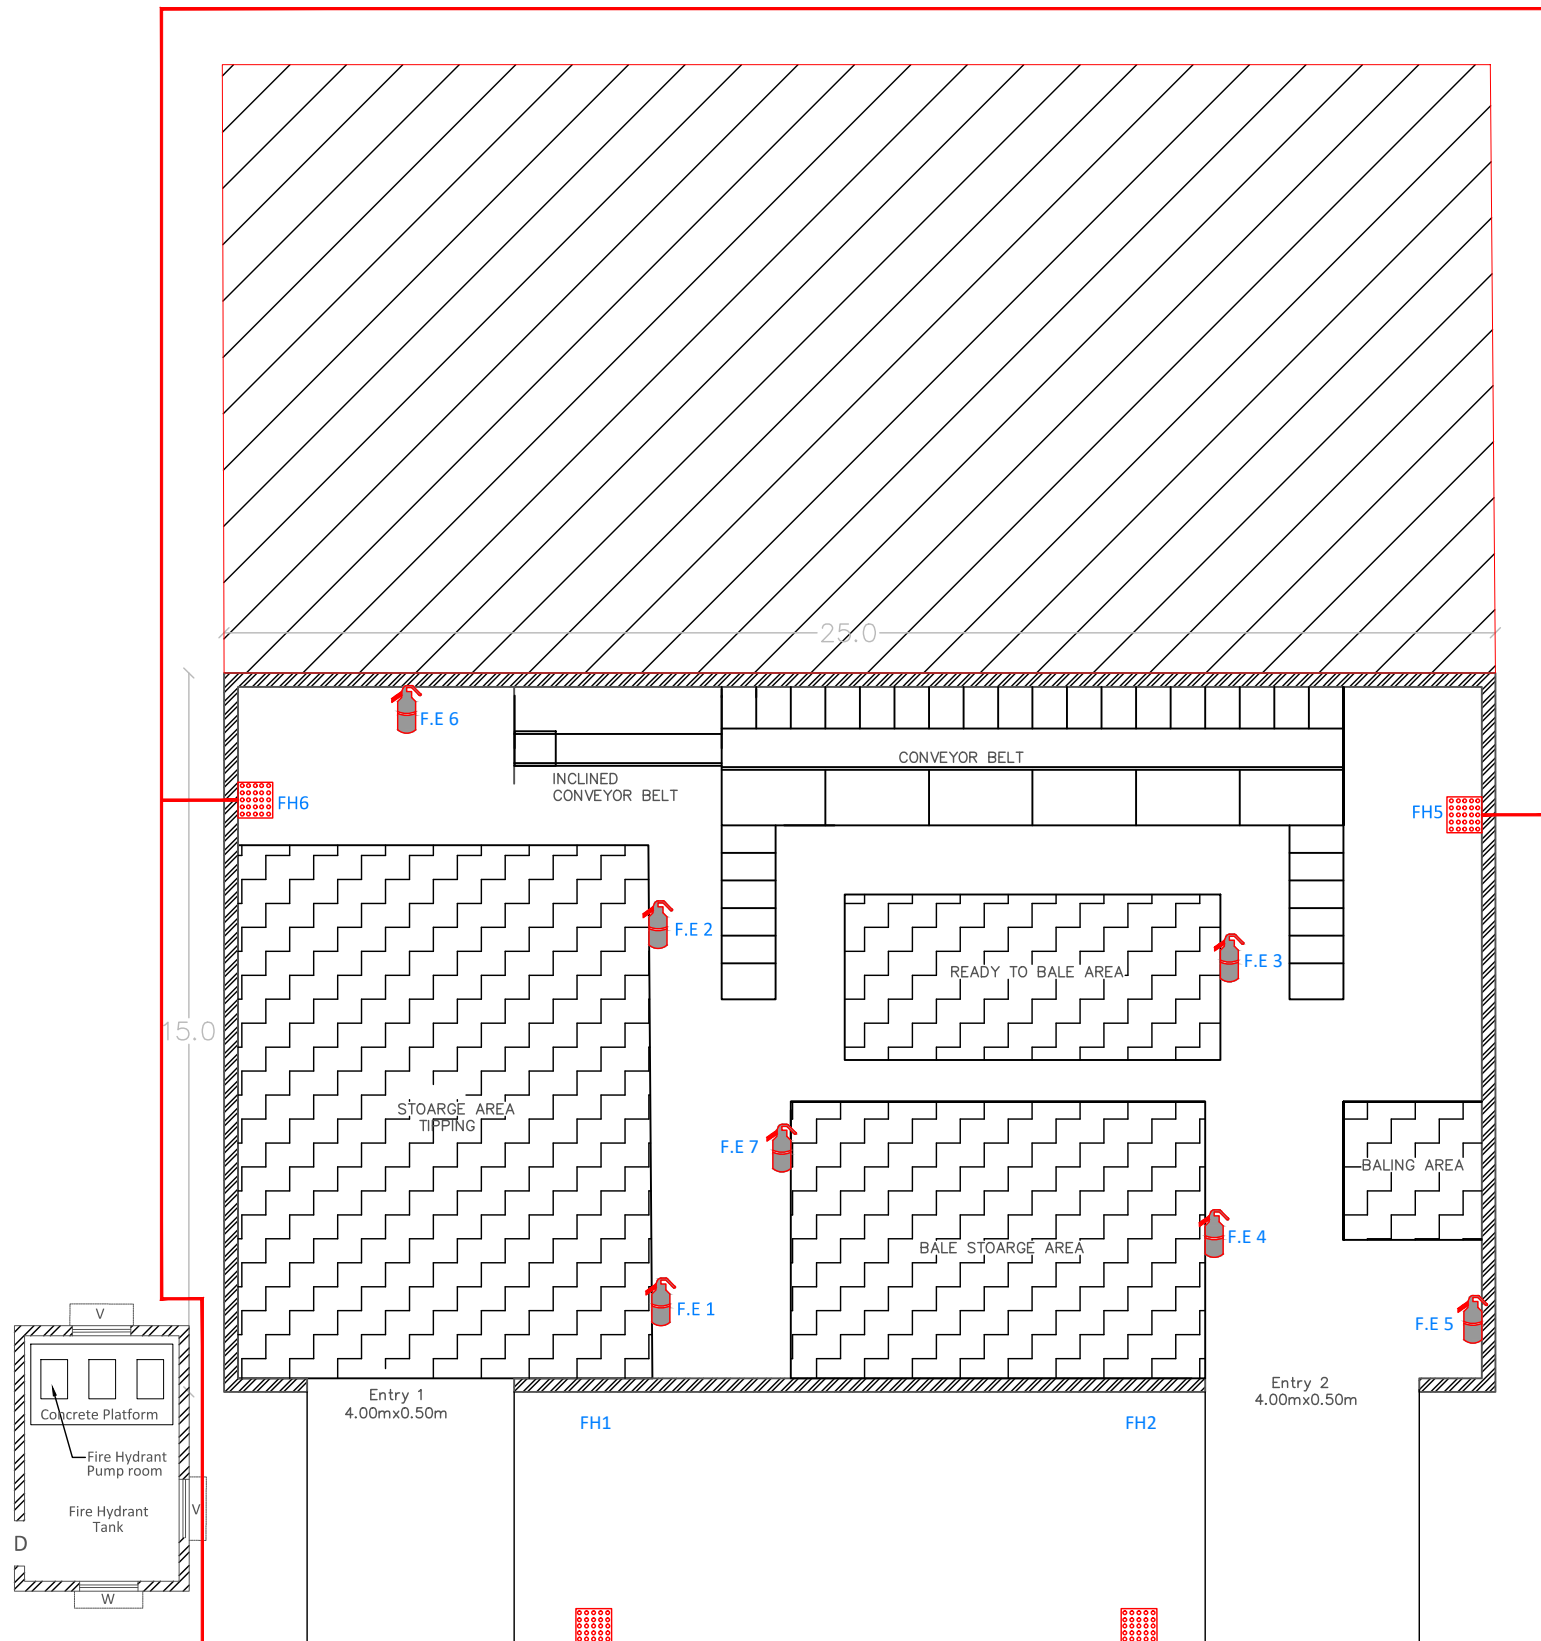 25.0
F.E 6
CONVEYOR BELT
INCLINED
CONVEYOR BELT
FH6
FH5
F.E 2
F.E 3
READY TO BALE AREA
15.0
STOARGE AREA
TIPPING
F.E 7
BALING AREA
F.E 4
BALE STOARGE AREA
F.E 1
F.E 5
V
Entry 1
4.00mx0.50m
Entry 2
4.00mx0.50m
Concrete Platform
FH1
FH2
Fire Hydrant
Pump room
V
Fire Hydrant
Tank
D
W